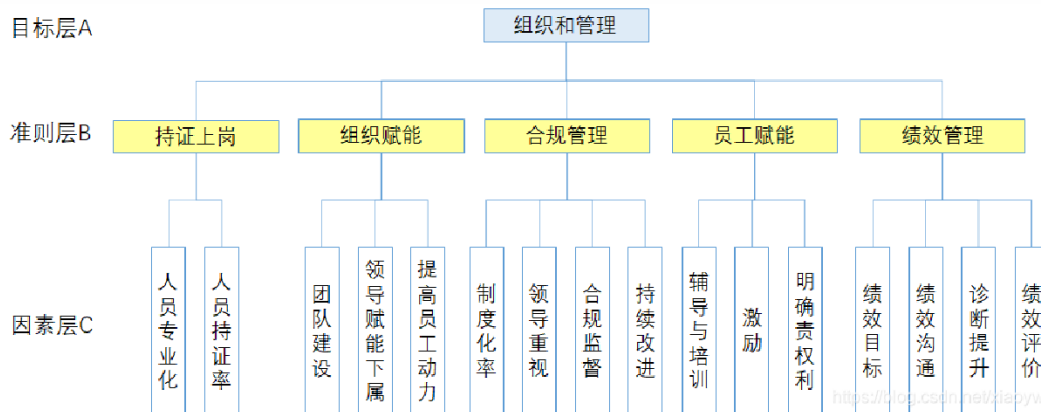 目标层A
组织和管理
准则层B
持证上岗
组织赋能
合规管理
员工赋能
绩效管理
因素层C
人员专业化
人员持证率
团队建设
领导赋能下属
提高员工动力
制度化率
领导重视
合规监督
持续改进
辅导与培训
激励
明确责权利
绩效目标
绩效沟通
诊断提升
绩效评价